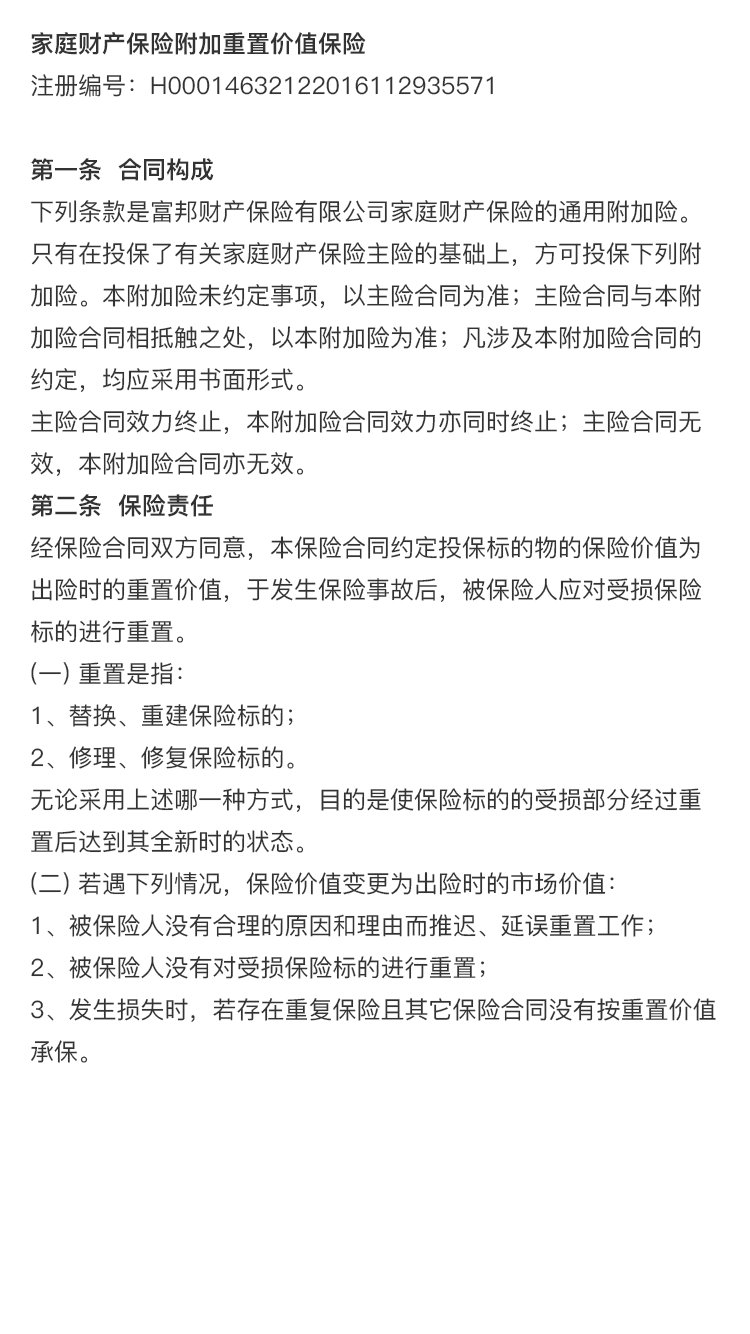 家庭财产保险附加重置价值保险
注册编号：H00014632122016112935571
第一条 合同构成
下列条款是富邦财产保险有限公司家庭财产保险的通用附加险。
只有在投保了有关家庭财产保险主险的基础上，方可投保下列附
加险。本附加险未约定事项，以主险合同为准；主险合同与本附
加险合同相抵触之处，以本附加险为准；凡涉及本附加险合同的
约定，均应采用书面形式。
主险合同效力终止，本附加险合同效力亦同时终止；主险合同无
效，本附加险合同亦无效。
第二条 保险责任
经保险合同双方同意，本保险合同约定投保标的物的保险价值为
出险时的重置价值，于发生保险事故后，被保险人应对受损保险
标的进行重置。
(一) 重置是指：
1、替换、重建保险标的；
2、修理、修复保险标的。
无论采用上述哪一种方式，目的是使保险标的的受损部分经过重
置后达到其全新时的状态。
(二) 若遇下列情况，保险价值变更为出险时的市场价值：
1、被保险人没有合理的原因和理由而推迟、延误重置工作；
2、被保险人没有对受损保险标的进行重置；
3、发生损失时，若存在重复保险且其它保险合同没有按重置价值
承保。